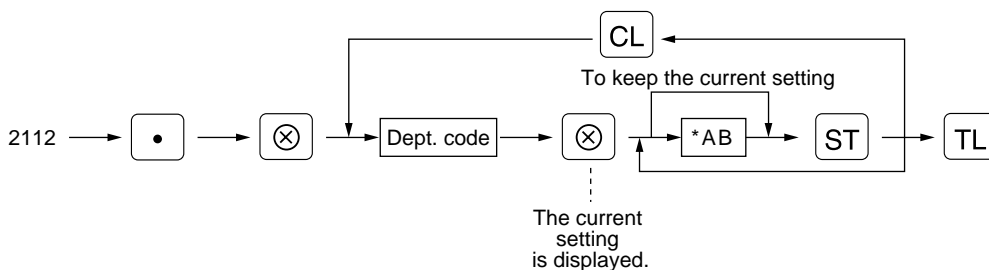 CL
To keep the current setting
2112
•
⊗
Dept. code
⊗
*AB
ST
TL
The current
setting
is displayed.